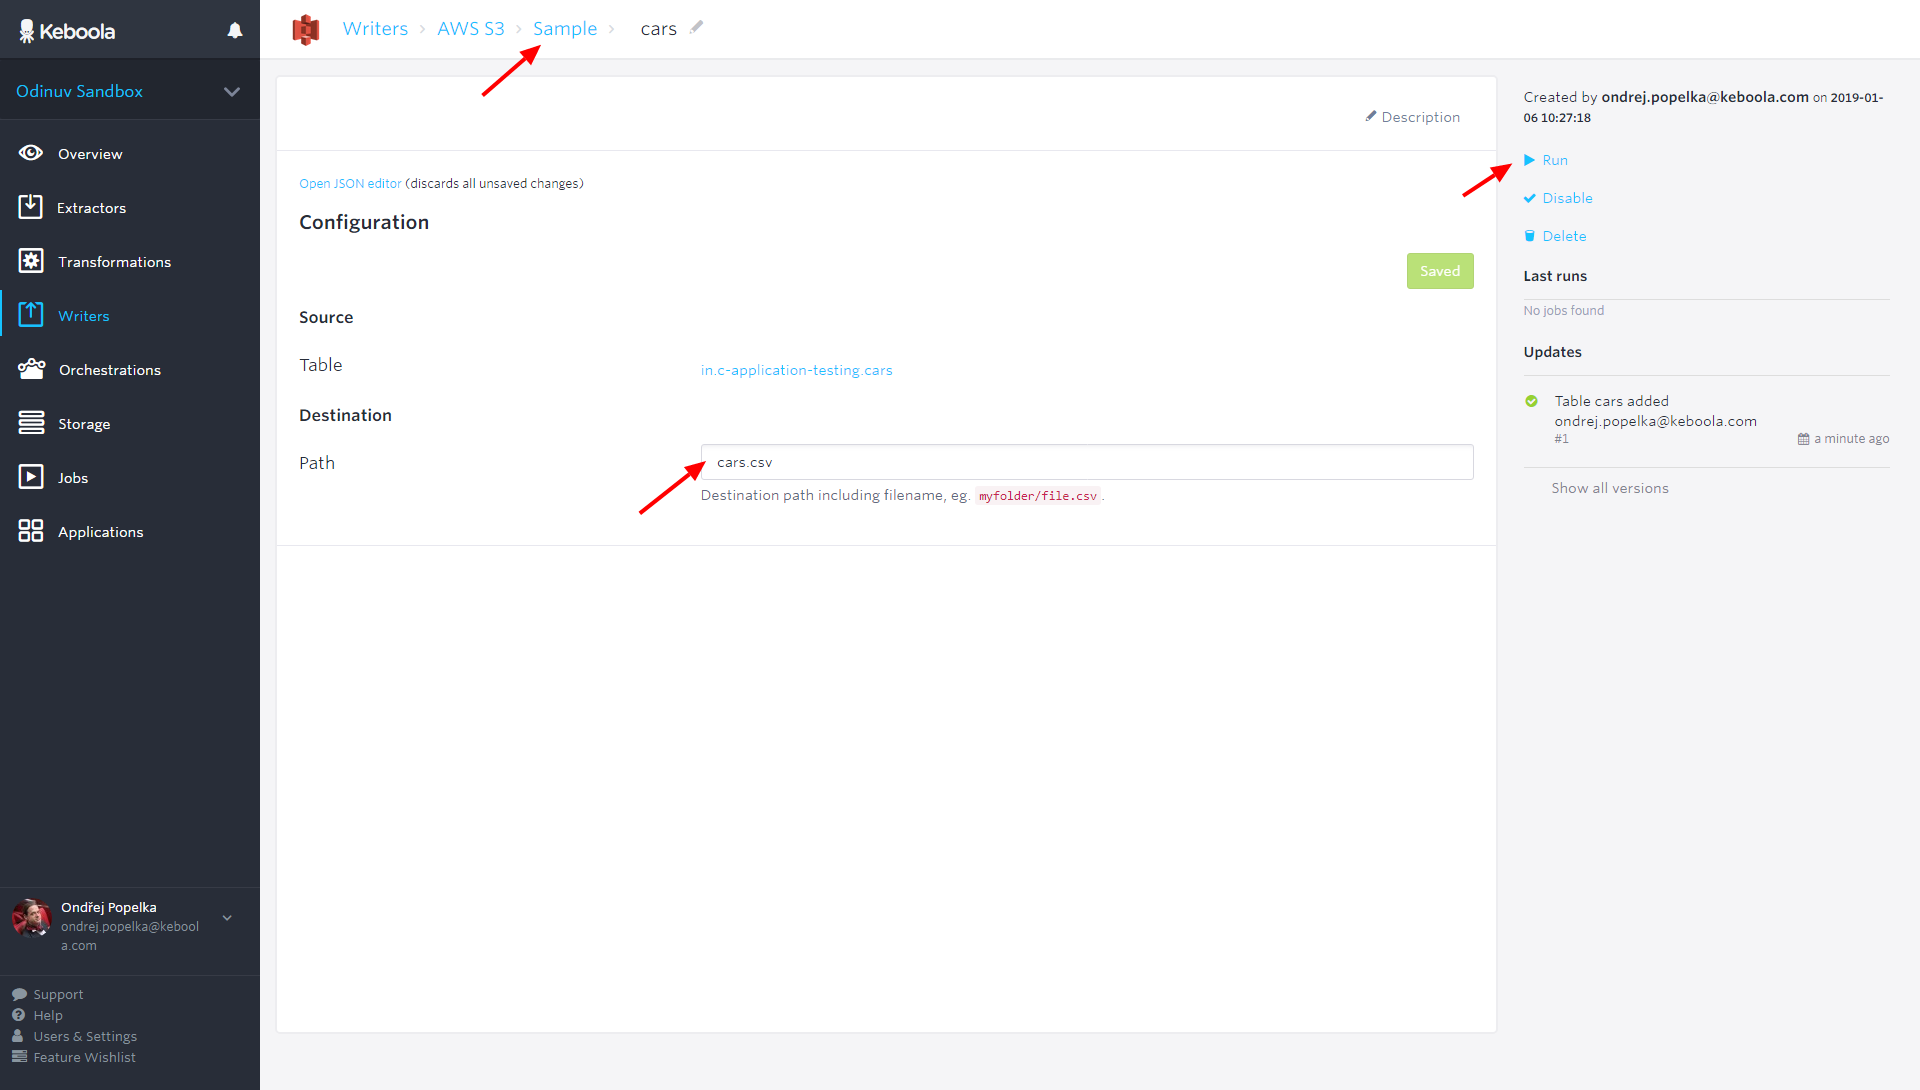 Keboola
Odinuv Sandbox
Overview
Extractors
Transformations
Writers
Orchestrations
Storage
Jobs
Applications
Ondřej Popelka
ondrej.popelka@kebool
a.com
Support
Help
Users & Settings
Feature Wishlist
Writers › AWS S3 › Sample › cars
Description
Open JSON editor (discards all unsaved changes)
Configuration
Saved
Source
Table in.c-application-testing.cars
Destination
Path cars.csv
Destination path including filename, eg. myfolder/file.csv.
Created by ondrej.popelka@keboola.com on 2019-01-
06 10:27:18
Run
Disable
Delete
Last runs
No jobs found
Updates
Table cars added
ondrej.popelka@keboola.com
#1 a minute ago
Show all versions